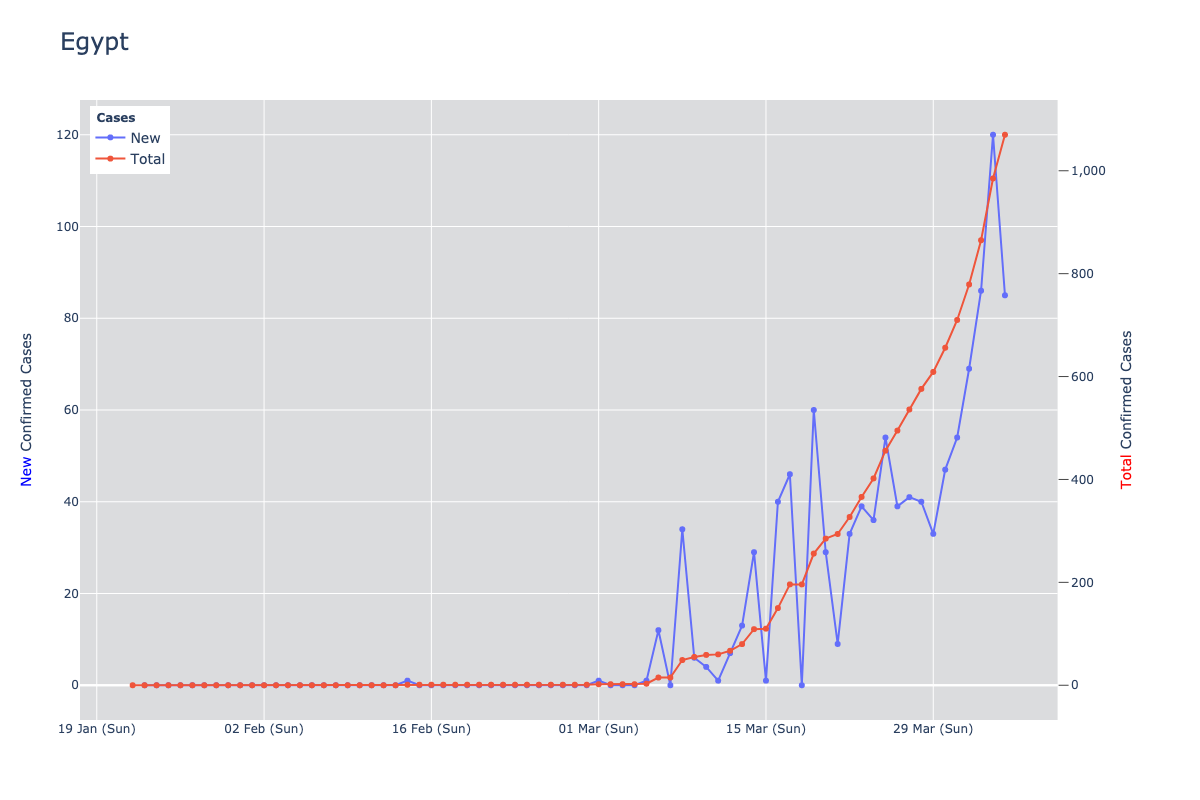 Egypt
Cases
New
Total
120
100
80
60
40
20
0
1,000
800
600
400
200
0
New Confirmed Cases
Total Confirmed Cases
19 Jan (Sun)
02 Feb (Sun)
16 Feb (Sun)
01 Mar (Sun)
15 Mar (Sun)
29 Mar (Sun)